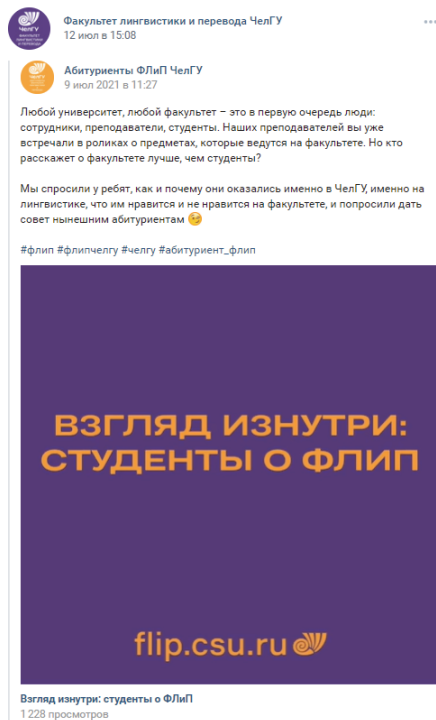 Факультет лингвистики и перевода ЧелГУ
12 июл в 15:08
Абитуриенты ФЛиП ЧелГУ
9 июл 2021 в 11:27
Любой университет, любой факультет – это в первую очередь люди:
сотрудники, преподаватели, студенты. Наших преподавателей вы уже
встречали в роликах о предметах, которые ведутся на факультете. Но кто
расскажет о факультете лучше, чем студенты?
Мы спросили у ребят, как и почему они оказались именно в ЧелГУ, именно на
лингвистике, что им нравится и не нравится на факультете, и попросили дать
совет нынешним абитуриентам 😉
#флип #флипчелгу #челгу #абитуриент_флип
ВЗГЛЯД ИЗНУТРИ:
СТУДЕНТЫ О ФЛИП
flip.csu.ru
Взгляд изнутри: студенты о ФЛиП
1 228 просмотров